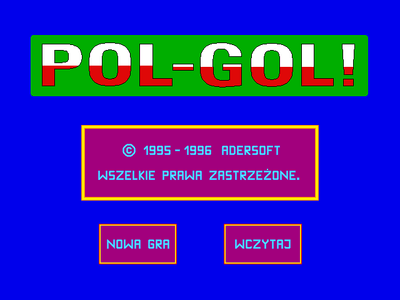 POL-GOL!
© 1995-1996 ADERSOFT
WSZELKIE PRAWA ZASTRZEŻONE.
NOWA GRA
WCZYTAJ